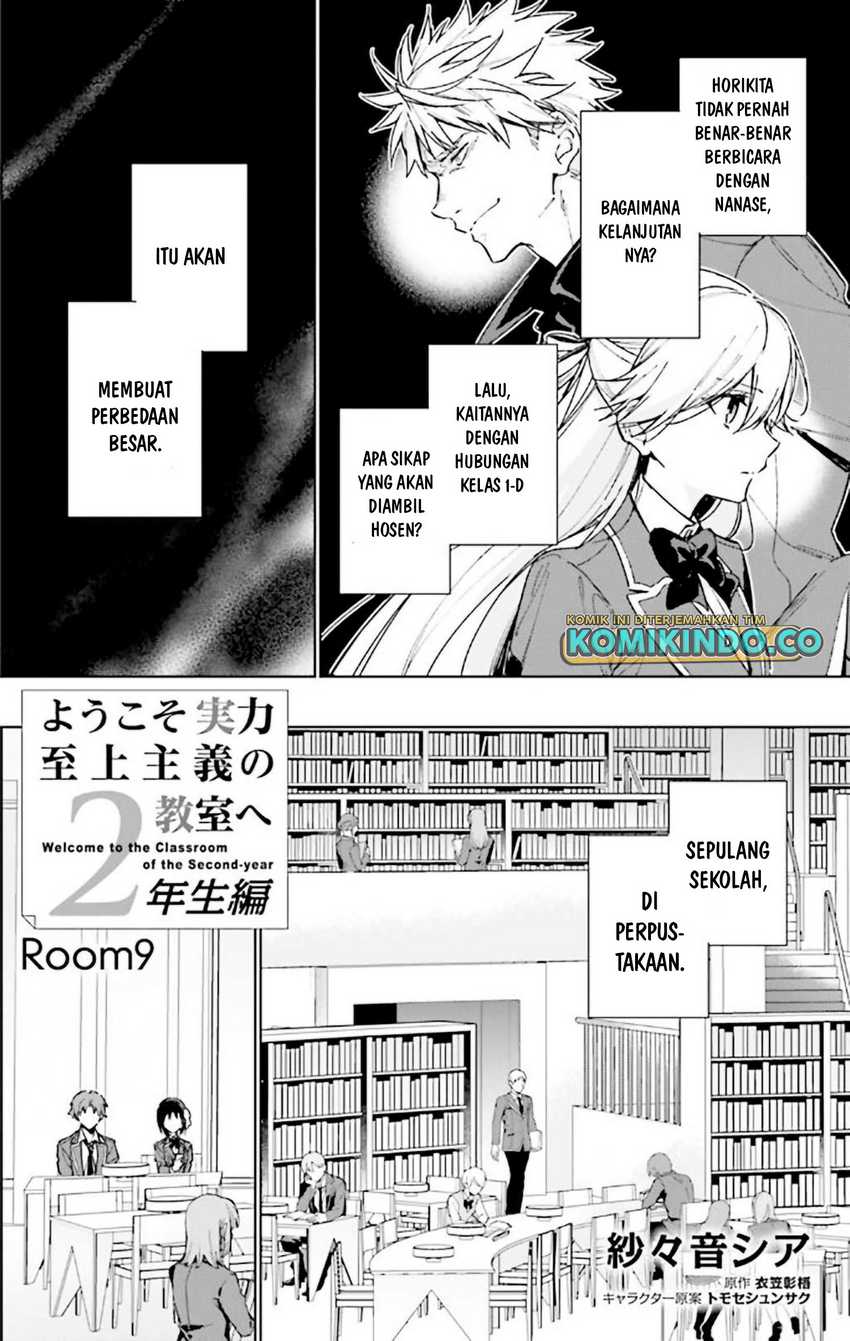 HORIKITA
TIDAK PERNAH
BENAR-BENAR
BERBICARA
DENGAN
NANASE,
BAGAIMANA
KELANJUTAN
NYA?
LALU,
KAITANNYA
DENGAN
HUBUNGAN
KELAS 1-D
APA SIKAP
YANG AKAN
DIAMBIL
HOSEN?
ITU AKAN
MEMBUAT
PERBEDAAN
BESAR.
KOMIK INI DITERJEMAHKAN TIM
KOMIKINDO.CO
ようこそ実力
至上主義の
教室へ
Welcome to the Classroom
of the Second-year
2年生編
Room9
SEPULANG
SEKOLAH,
DI
PERPUS-
TAKAAN.
紗々音シア
原作 衣笠彰梧
キャラクター原案 トモセシュンサク